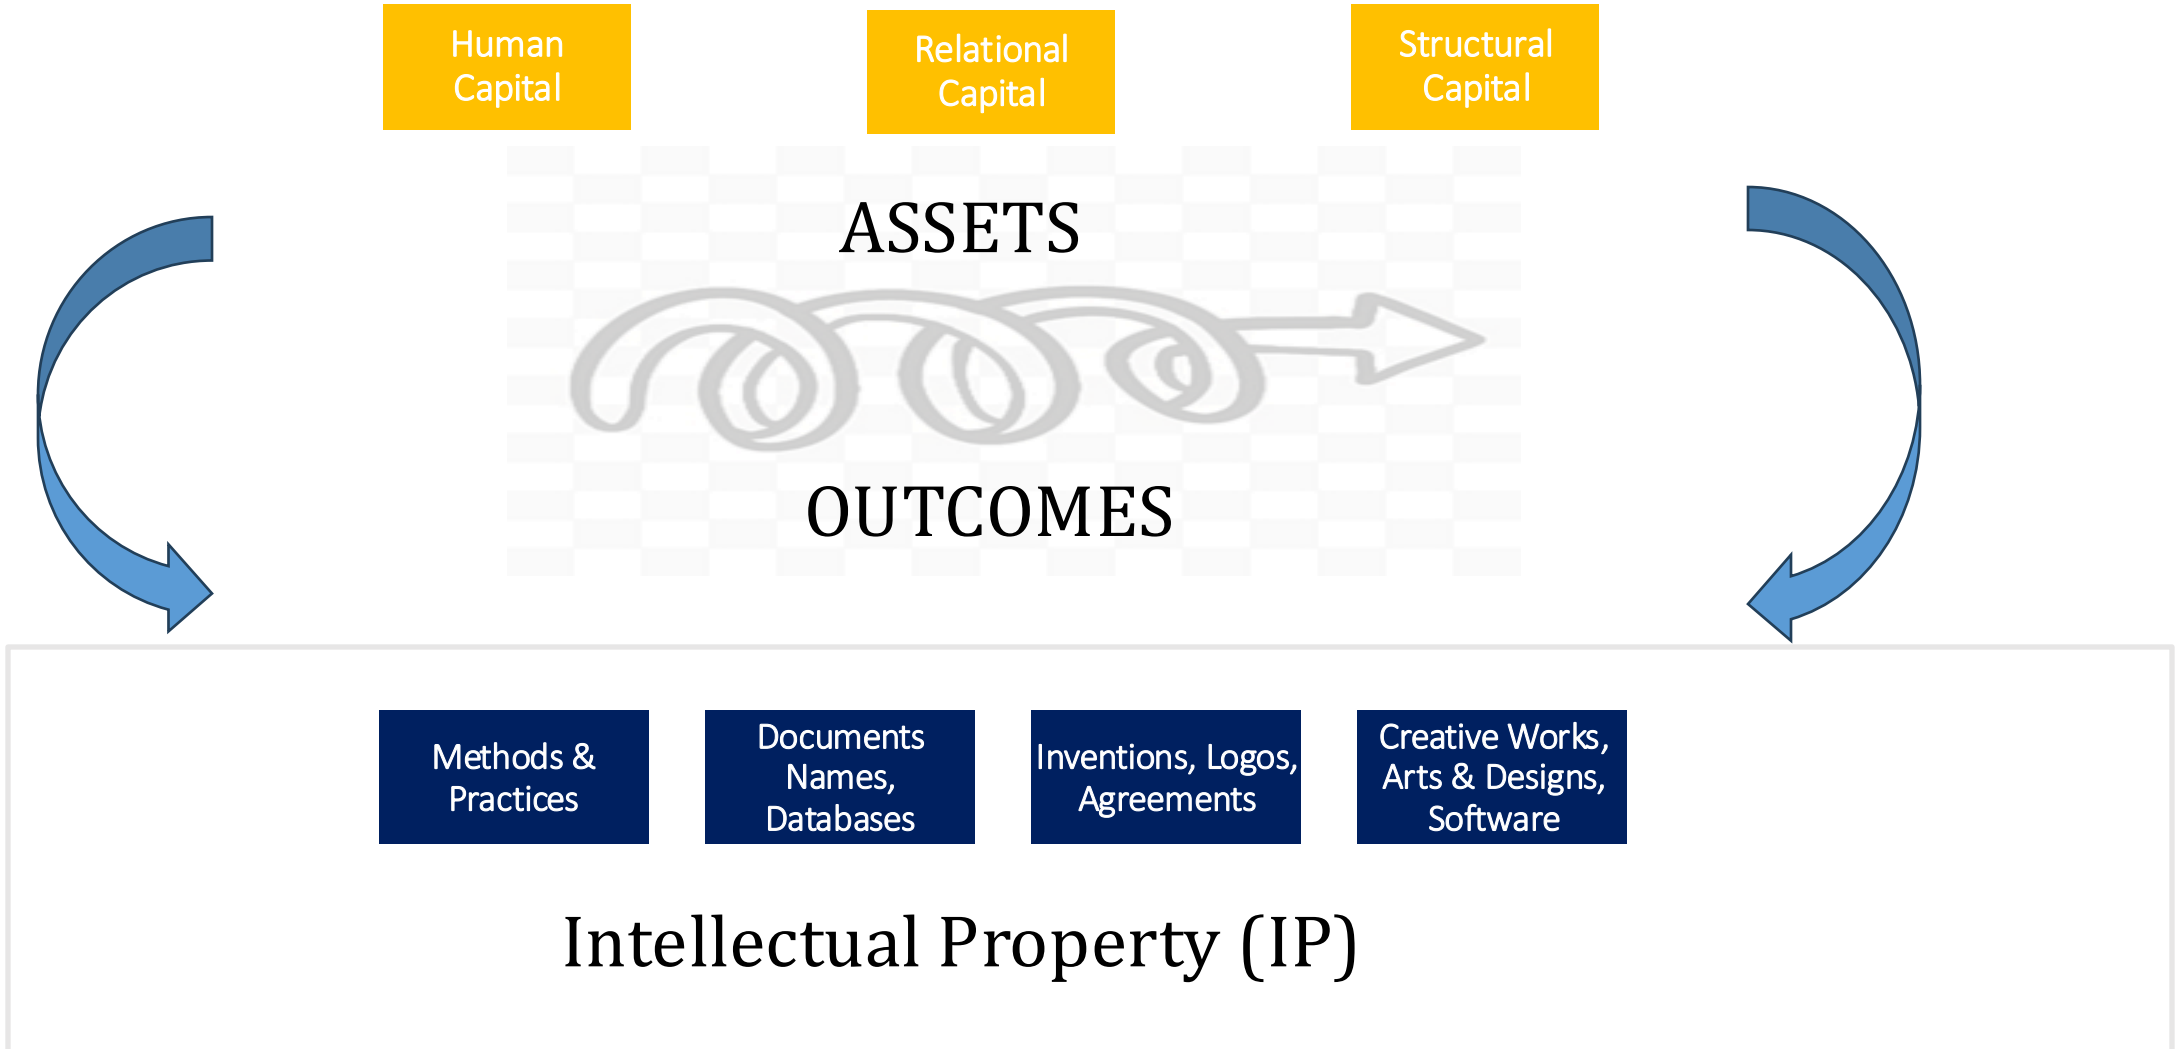 Human
Capital
Relational
Capital
Structural
Capital
ASSETS
OUTCOMES
Methods &
Practices
Documents
Names,
Databases
Inventions, Logos,
Agreements
Creative Works,
Arts & Designs,
Software
Intellectual Property (IP)